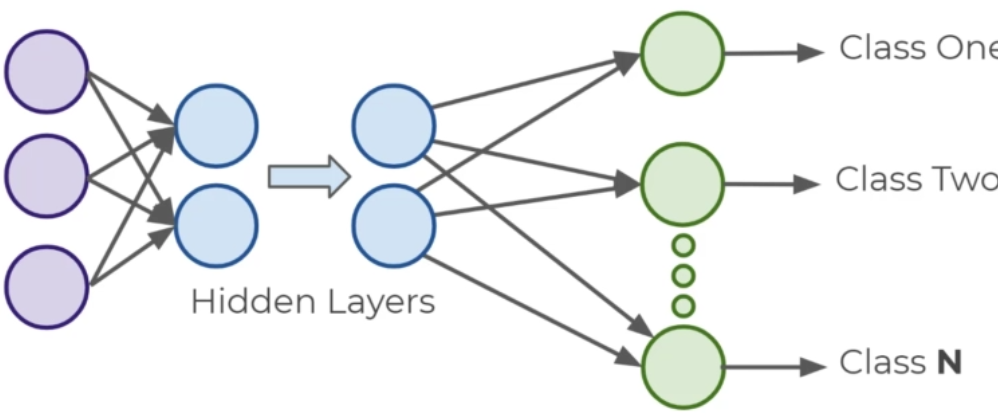 Class One
Class Two
Hidden Layers
Class N